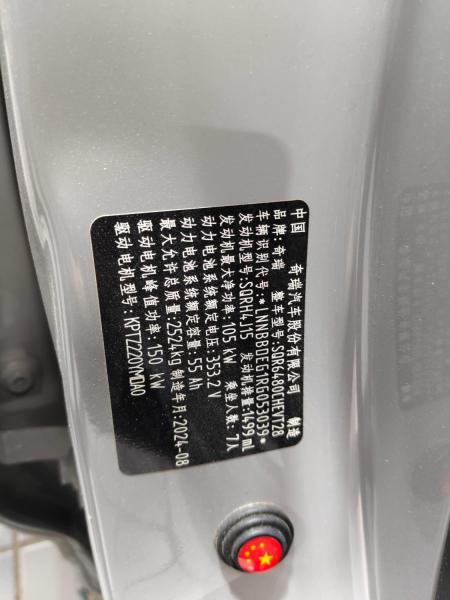 中国 奇瑞汽车股份有限公司 制造
品牌：奇瑞 整车型号：SQR6480CHEVT28
车辆识别代号：*LNNBBDEG1RG053039*
发动机型号：SQRH4J15 发动机排量：1499 mL
发动机最大净功率：105 kW 乘坐人数：7人
动力电池系统额定电压：353.2 V
动力电池系统额定容量：55 Ah
最大允许总质量：2524kg 制造年月：2024-08
驱动电机峰值功率：150 kW
驱动电机型号：KPTZ220YMDA0